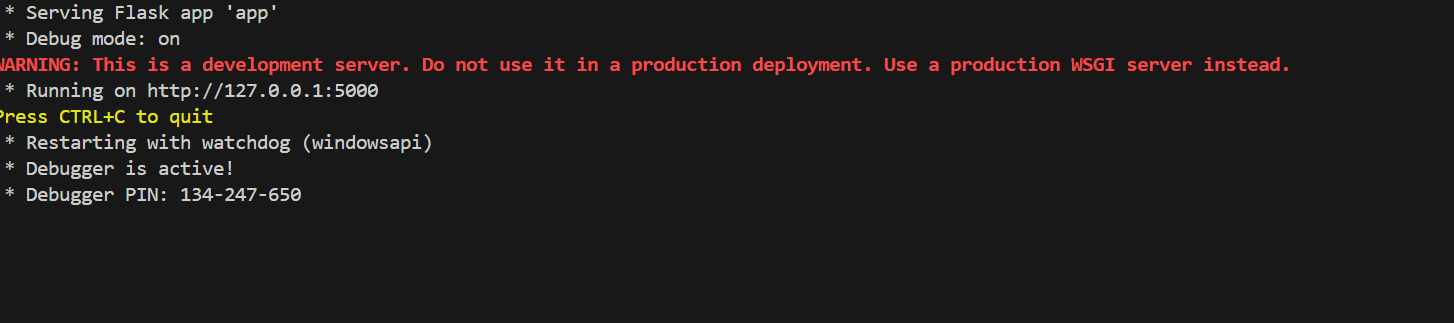 * Serving Flask app 'app'
* Debug mode: on
WARNING: This is a development server. Do not use it in a production deployment. Use a production WSGI server instead.
* Running on http://127.0.0.1:5000
Press CTRL+C to quit
* Restarting with watchdog (windowsapi)
* Debugger is active!
* Debugger PIN: 134-247-650